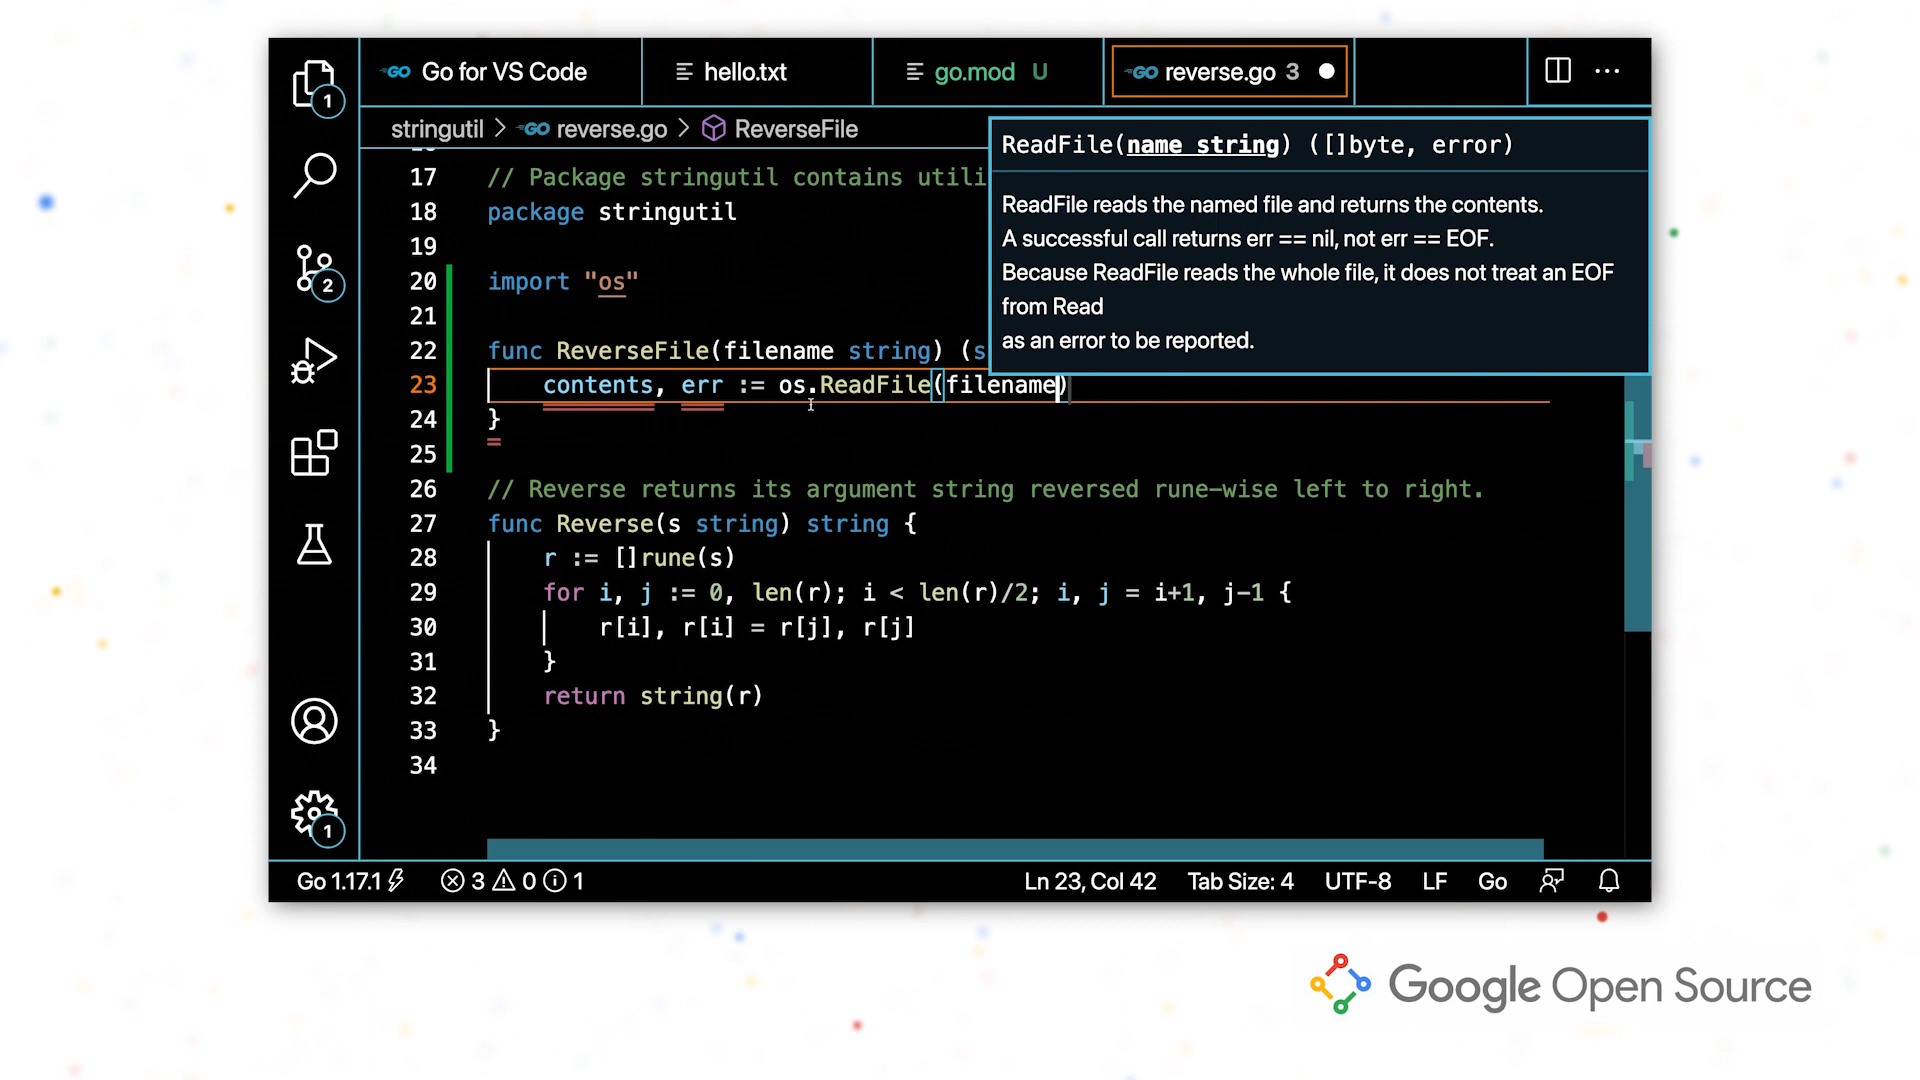 Go for VS Code
hello.txt
go.mod U
reverse.go 3
stringutil > reverse.go > ReverseFile
ReadFile(name string) ([]byte, error)
ReadFile reads the named file and returns the contents.
A successful call returns err == nil, not err == EOF.
Because ReadFile reads the whole file, it does not treat an EOF
from Read
as an error to be reported.
17 // Package stringutil contains utili
18 package stringutil
19
20 import "os"
21
22 func ReverseFile(filename string) (s
23 contents, err := os.ReadFile(filename)
24 }
25
26 // Reverse returns its argument string reversed rune-wise left to right.
27 func Reverse(s string) string {
28 r := []rune(s)
29 for i, j := 0, len(r); i < len(r)/2; i, j = i+1, j-1 {
30 r[i], r[i] = r[j], r[j]
31 }
32 return string(r)
33 }
34
1
2
1
Go 1.17.1
3 0 1
Ln 23, Col 42 Tab Size: 4 UTF-8 LF Go
Google Open Source